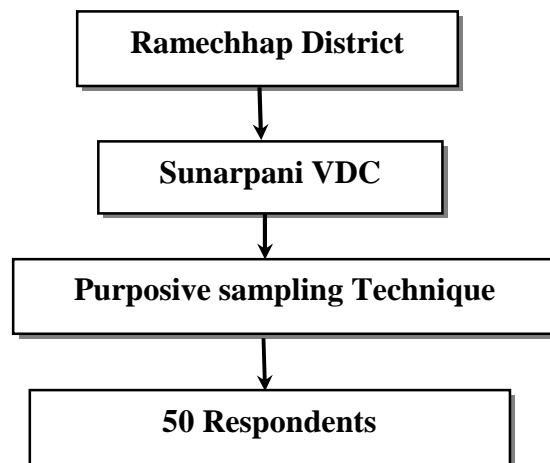 Ramechhap District
Sunarpani VDC
Purposive sampling Technique
50 Respondents